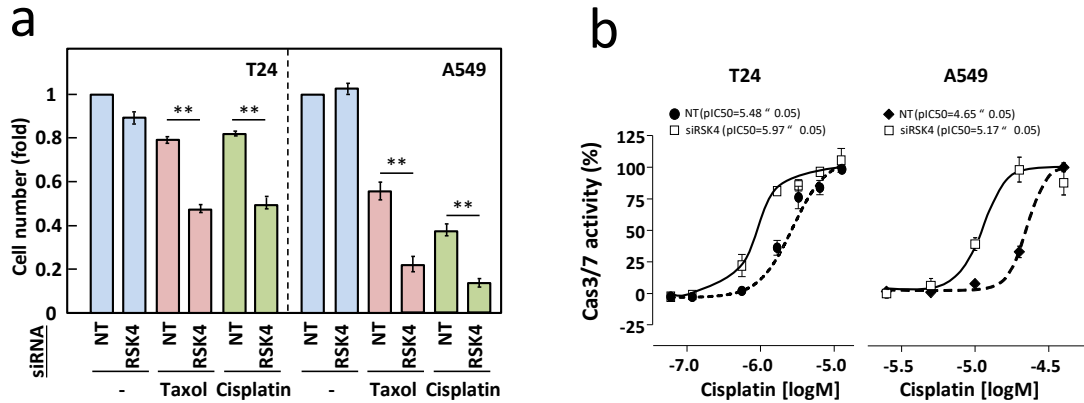 a
T24
A549
**
**
**
**
Cell number (fold)
1
0.8
0.6
0.4
0.2
0
siRNA
NT
RSK4
NT
RSK4
NT
RSK4
NT
RSK4
NT
RSK4
NT
RSK4
- Taxol Cisplatin - Taxol Cisplatin
b
T24
NT(pIC50=5.48 “ 0.05)
siRSK4 (pIC50=5.97 “ 0.05)
A549
NT(pIC50=4.65 “ 0.05)
siRSK4 (pIC50=5.17 “ 0.05)
Cas3/7 activity (%)
125
100
75
50
25
0
-25
-7.0 -6.0 -5.0
Cisplatin [logM]
-5.5 -5.0 -4.5
Cisplatin [logM]